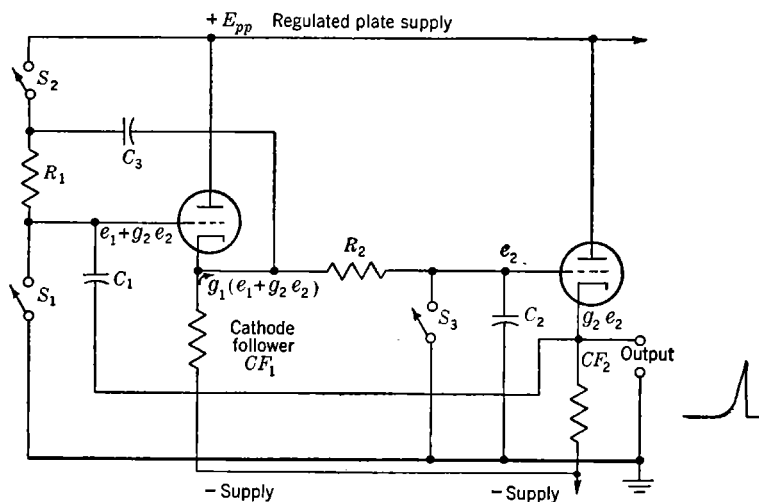 + E_pp Regulated plate supply
S_2
C_3
R_1
e_1 + g_2 e_2
R_2
e_2
S_1
C_1
g_1 (e_1 + g_2 e_2)
S_3
C_2
g_2 e_2
Cathode
follower
CF_1
CF_2
Output
− Supply
− Supply